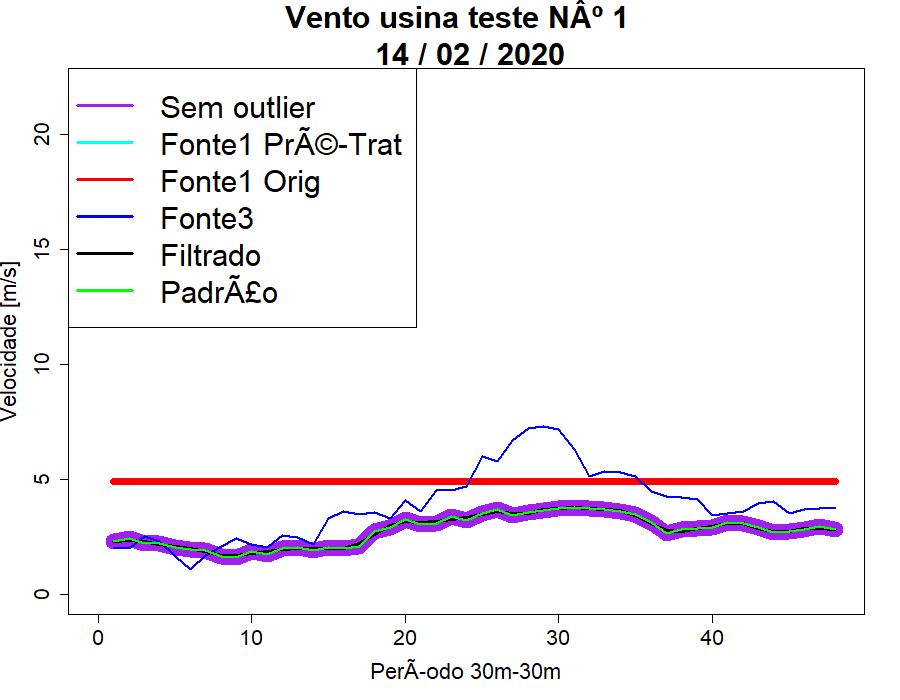 Vento usina teste NÂº 1
14 / 02 / 2020
Sem outlier
Fonte1 PrÃ©-Trat
Fonte1 Orig
Fonte3
Filtrado
PadrÃ£o
Velocidade [m/s]
20
15
10
5
0
0 10 20 30 40
PerÃ-odo 30m-30m